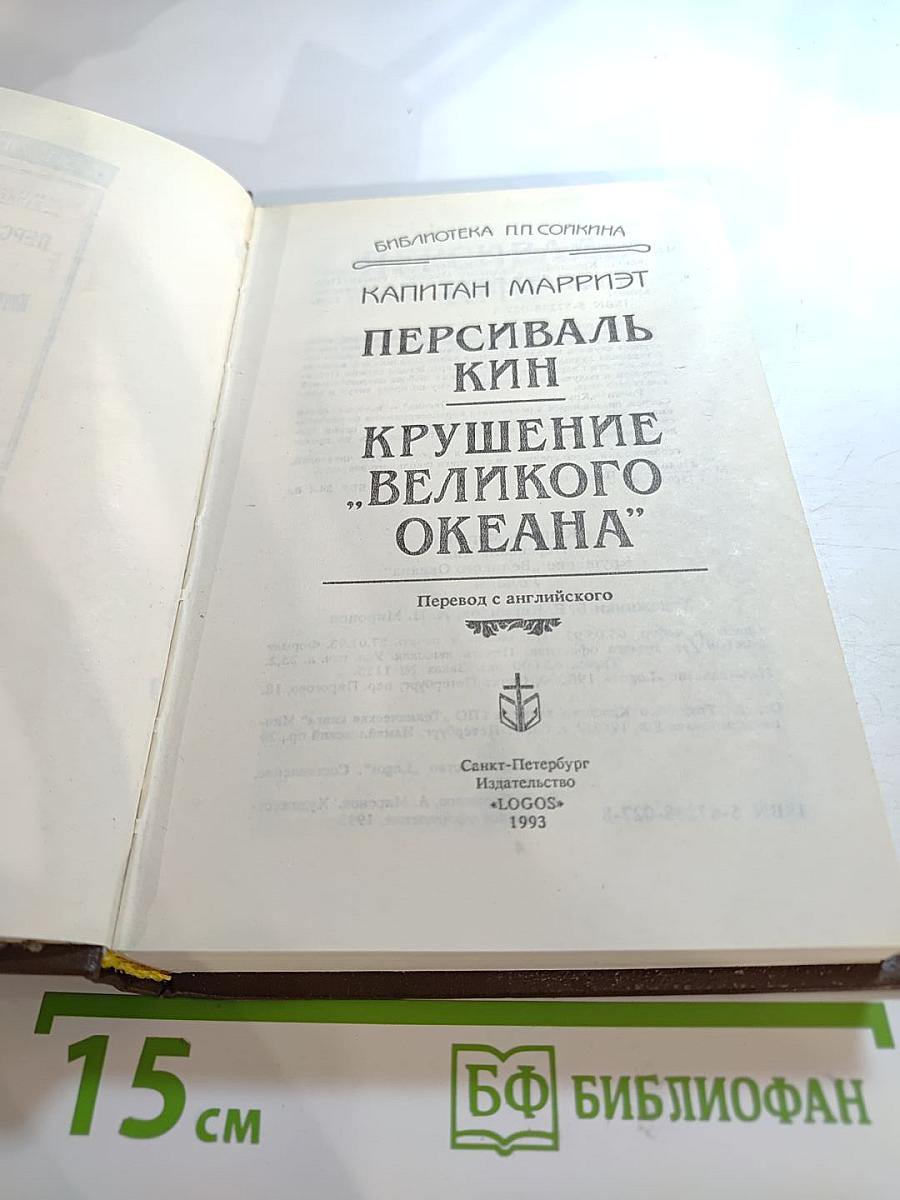 БИБЛИОТЕКА П.П.СОЙКИНА
КАПИТАН МАРРИЭТ
ПЕРСИВАЛЬ
КИН
КРУШЕНИЕ
„ВЕЛИКОГО
ОКЕАНА”
Перевод с английского
Санкт-Петербург
Издательство
«LOGOS»
1993
15 см
БФ БИБЛИОФАН